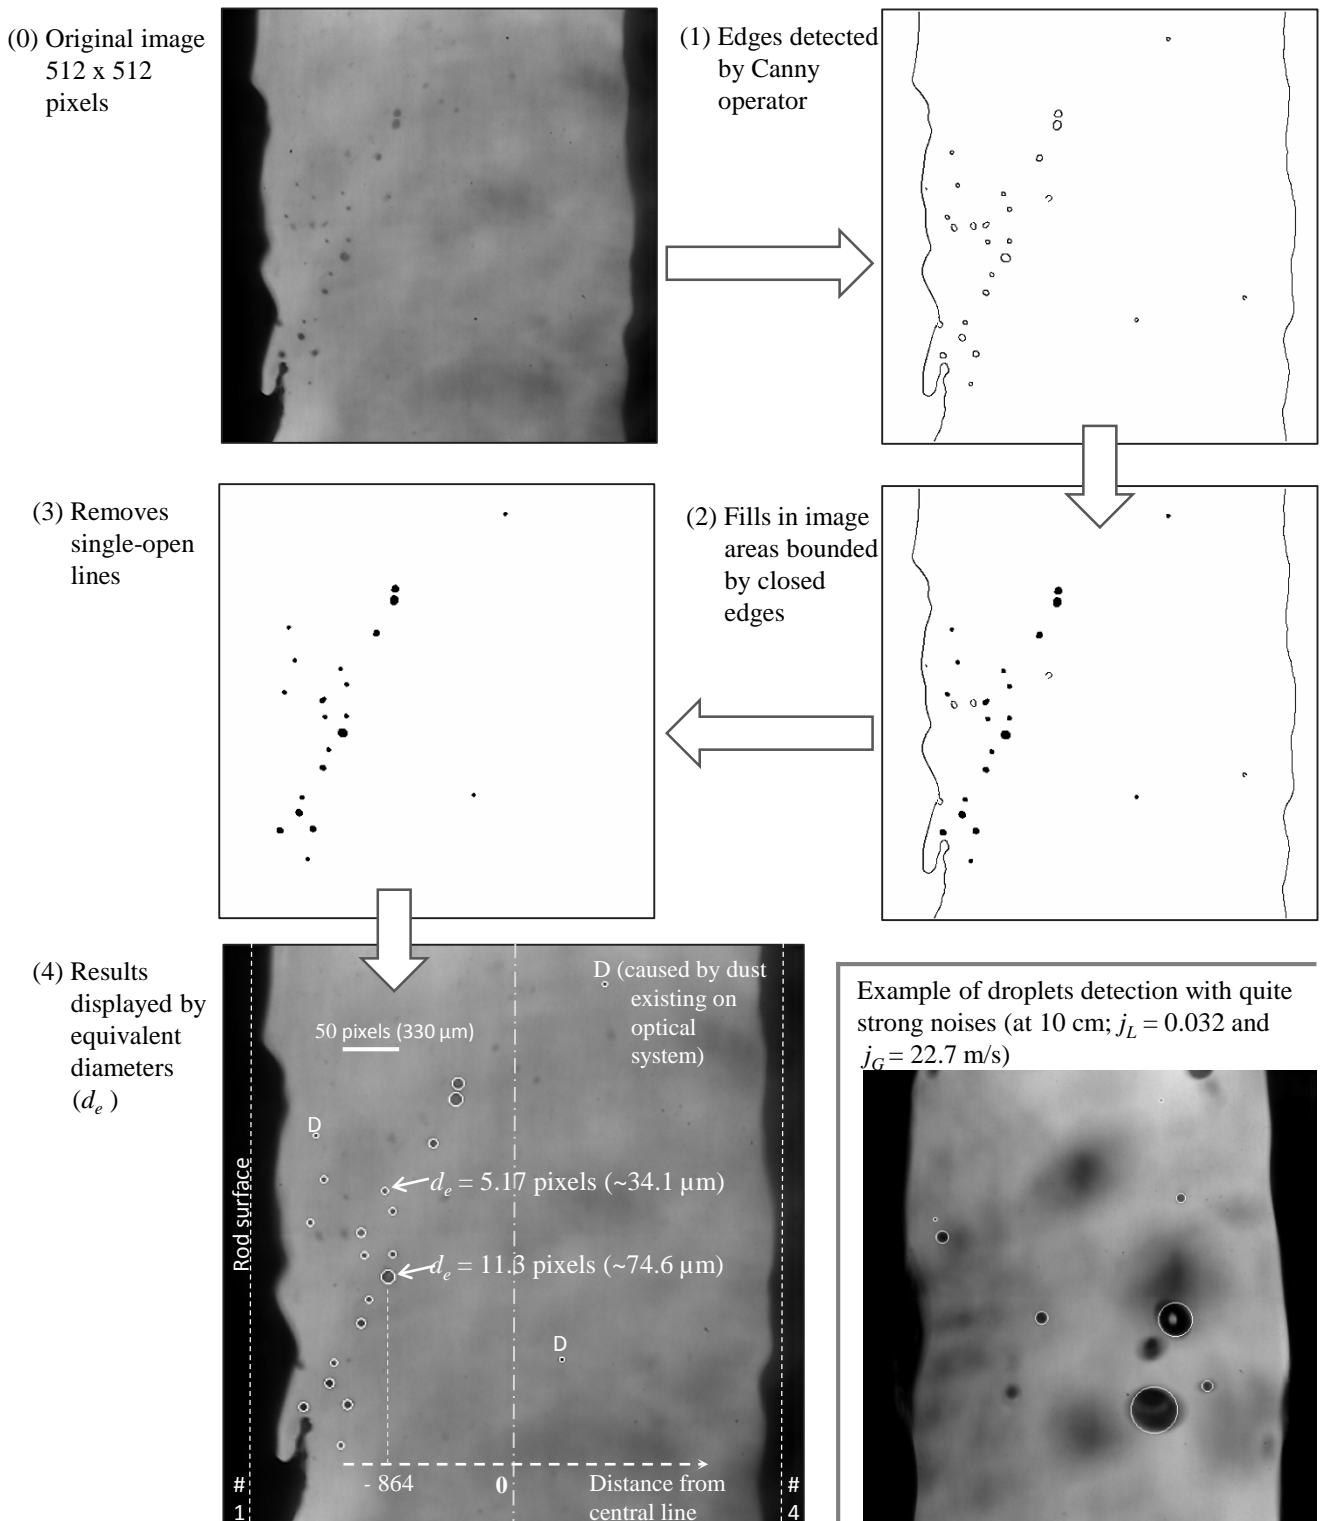 (0) Original image
512 x 512
pixels
(1) Edges detected
by Canny
operator
(3) Removes
single-open
lines
(2) Fills in image
areas bounded
by closed
edges
(4) Results
displayed by
equivalent
diameters
(d_e )
D (caused by dust
existing on
optical
system)
50 pixels (330 µm)
D
d_e = 5.17 pixels (~34.1 µm)
Rod surface
d_e = 11.3 pixels (~74.6 µm)
D
- 864
0
Distance from
central line
#
1
#
4
Example of droplets detection with quite
strong noises (at 10 cm; j_L = 0.032 and
j_G = 22.7 m/s)